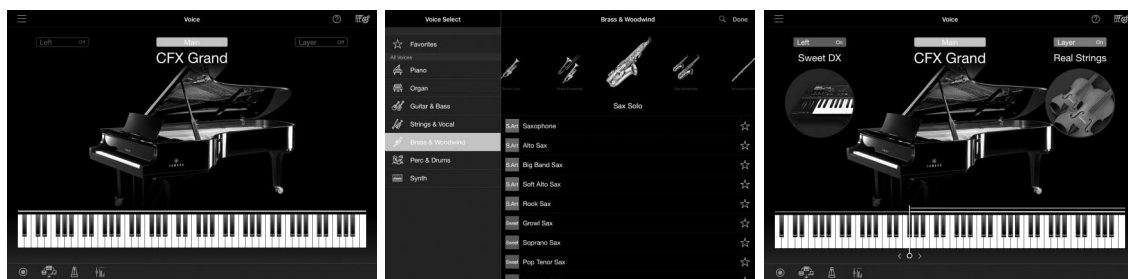 Voice
Left Off
Main
Layer Off
CFX Grand
YAMAHA
Voice Select
Favorites
All Voices
Piano
Organ
Guitar & Bass
Strings & Vocal
Brass & Woodwind
Perc & Drums
Synth
Brass & Woodwind
Done
Sax Solo
S.Art Saxophone
S.Art Alto Sax
S.Art Big Band Sax
S.Art Soft Alto Sax
S.Art Rock Sax
Sweet Growl Sax
Sweet Soprano Sax
Sweet Pop Tenor Sax
Voice
Left On
Main
Layer On
Sweet DX
CFX Grand
Real Strings
YAMAHA